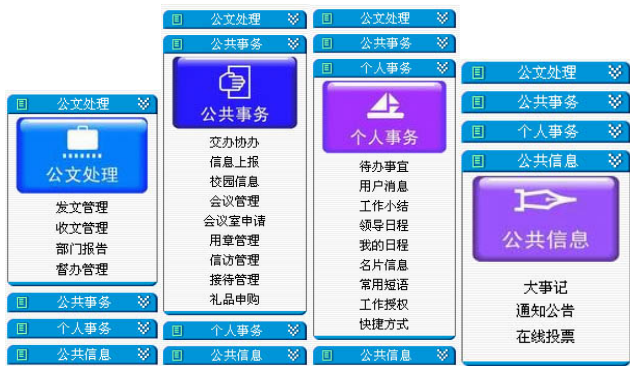 公文处理
公文处理
发文管理
收文管理
部门报告
督办管理
公共事务
个人事务
公共信息
公文处理
公共事务
公共事务
交办协办
信息上报
校园信息
会议管理
会议室申请
用章管理
信访管理
接待管理
礼品申购
个人事务
公共信息
公文处理
公共事务
个人事务
个人事务
待办事宜
用户消息
工作小结
领导日程
我的日程
名片信息
常用短语
工作授权
快捷方式
公共信息
公文处理
公共事务
个人事务
公共信息
公共信息
大事记
通知公告
在线投票